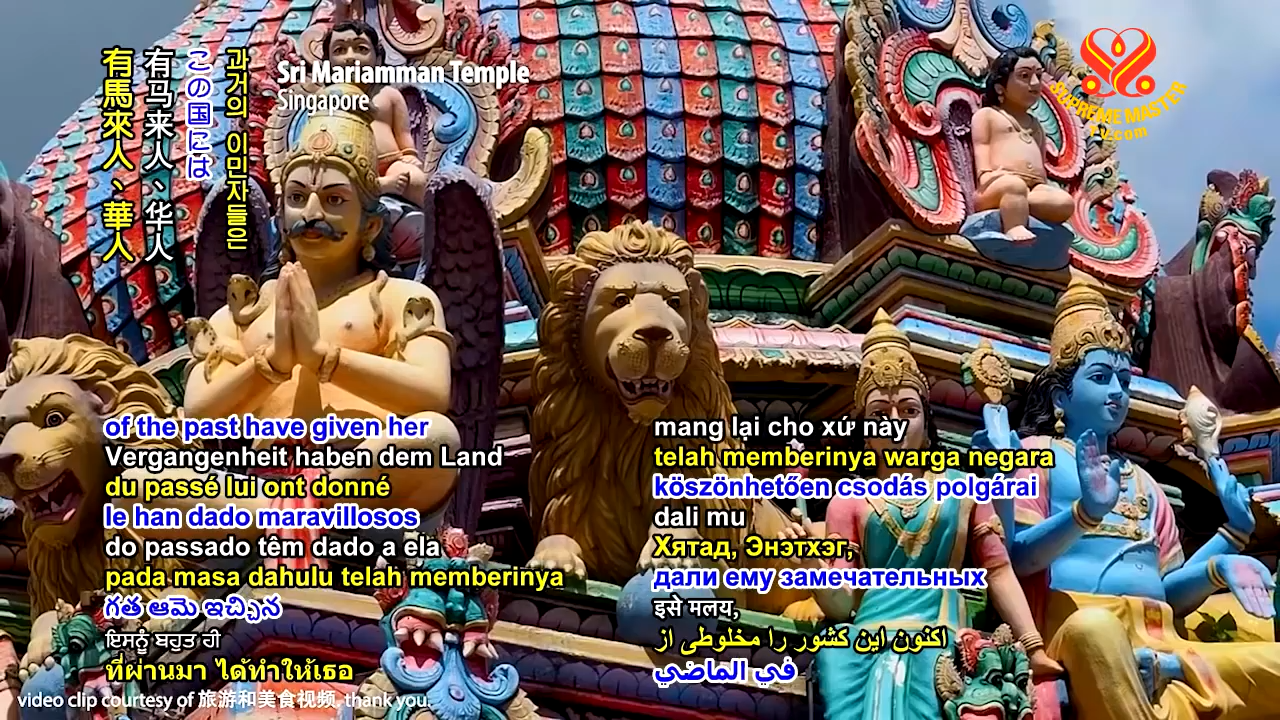 有馬來人、華人
有马来人、华人
この国には
과거의 이민자들은
Sri Mariamman Temple
Singapore
SUPREME MASTER
TV.com
of the past have given her
Vergangenheit haben dem Land
du passé lui ont donné
le han dado maravillosos
do passado têm dado a ela
pada masa dahulu telah memberinya
గత ఆమె ఇచ్చిన
ਇਸਨੂੰ ਬਹੁਤ ਹੀ
ที่ผ่านมา ได้ทำให้เธอ
mang lại cho xứ này
telah memberinya warga negara
köszönhetően csodás polgárai
dali mu
Хятад, Энэтхэг,
дали ему замечательных
इसे मलय,
اکنون این کشور را مخلوطی از
في الماضي
video clip courtesy of 旅游和美食视频, thank you.